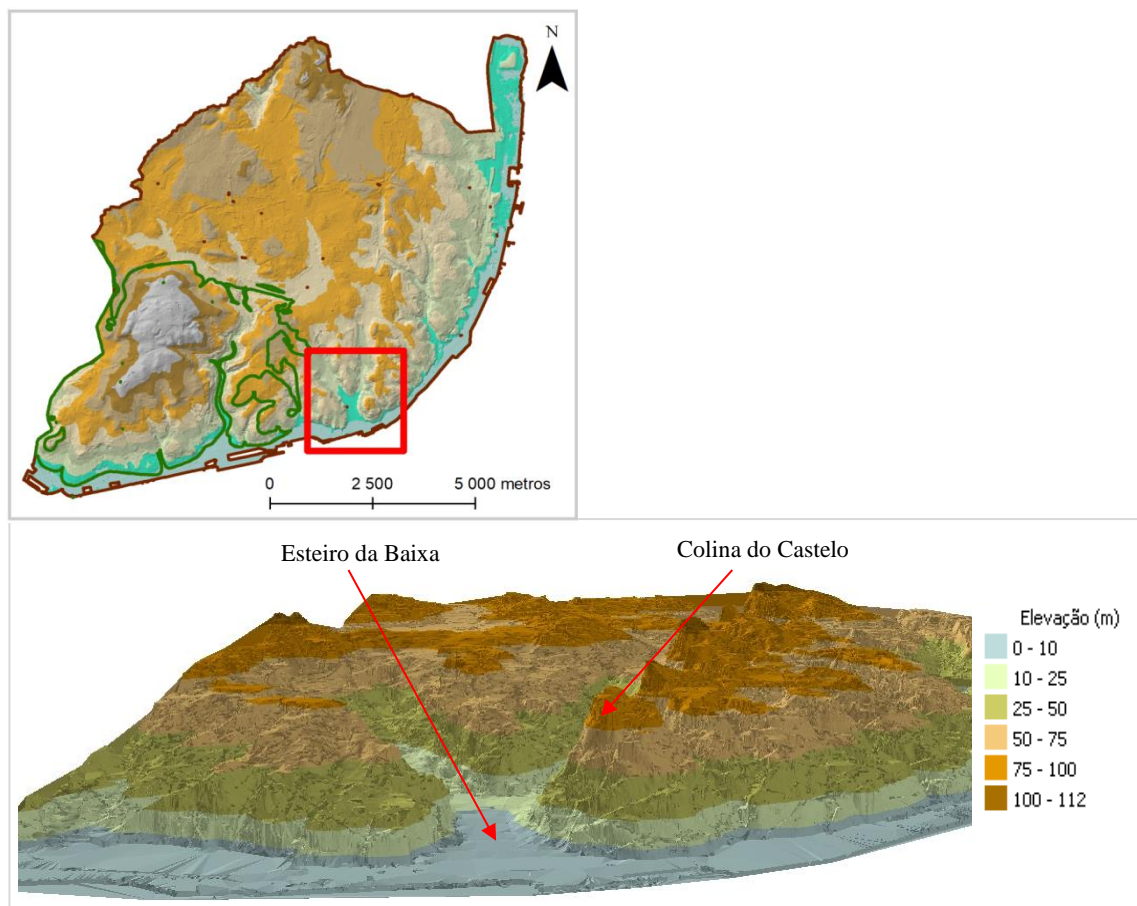 N
0 2 500 5 000 metros
Esteiro da Baixa
Colina do Castelo
Elevação (m)
0 - 10
10 - 25
25 - 50
50 - 75
75 - 100
100 - 112